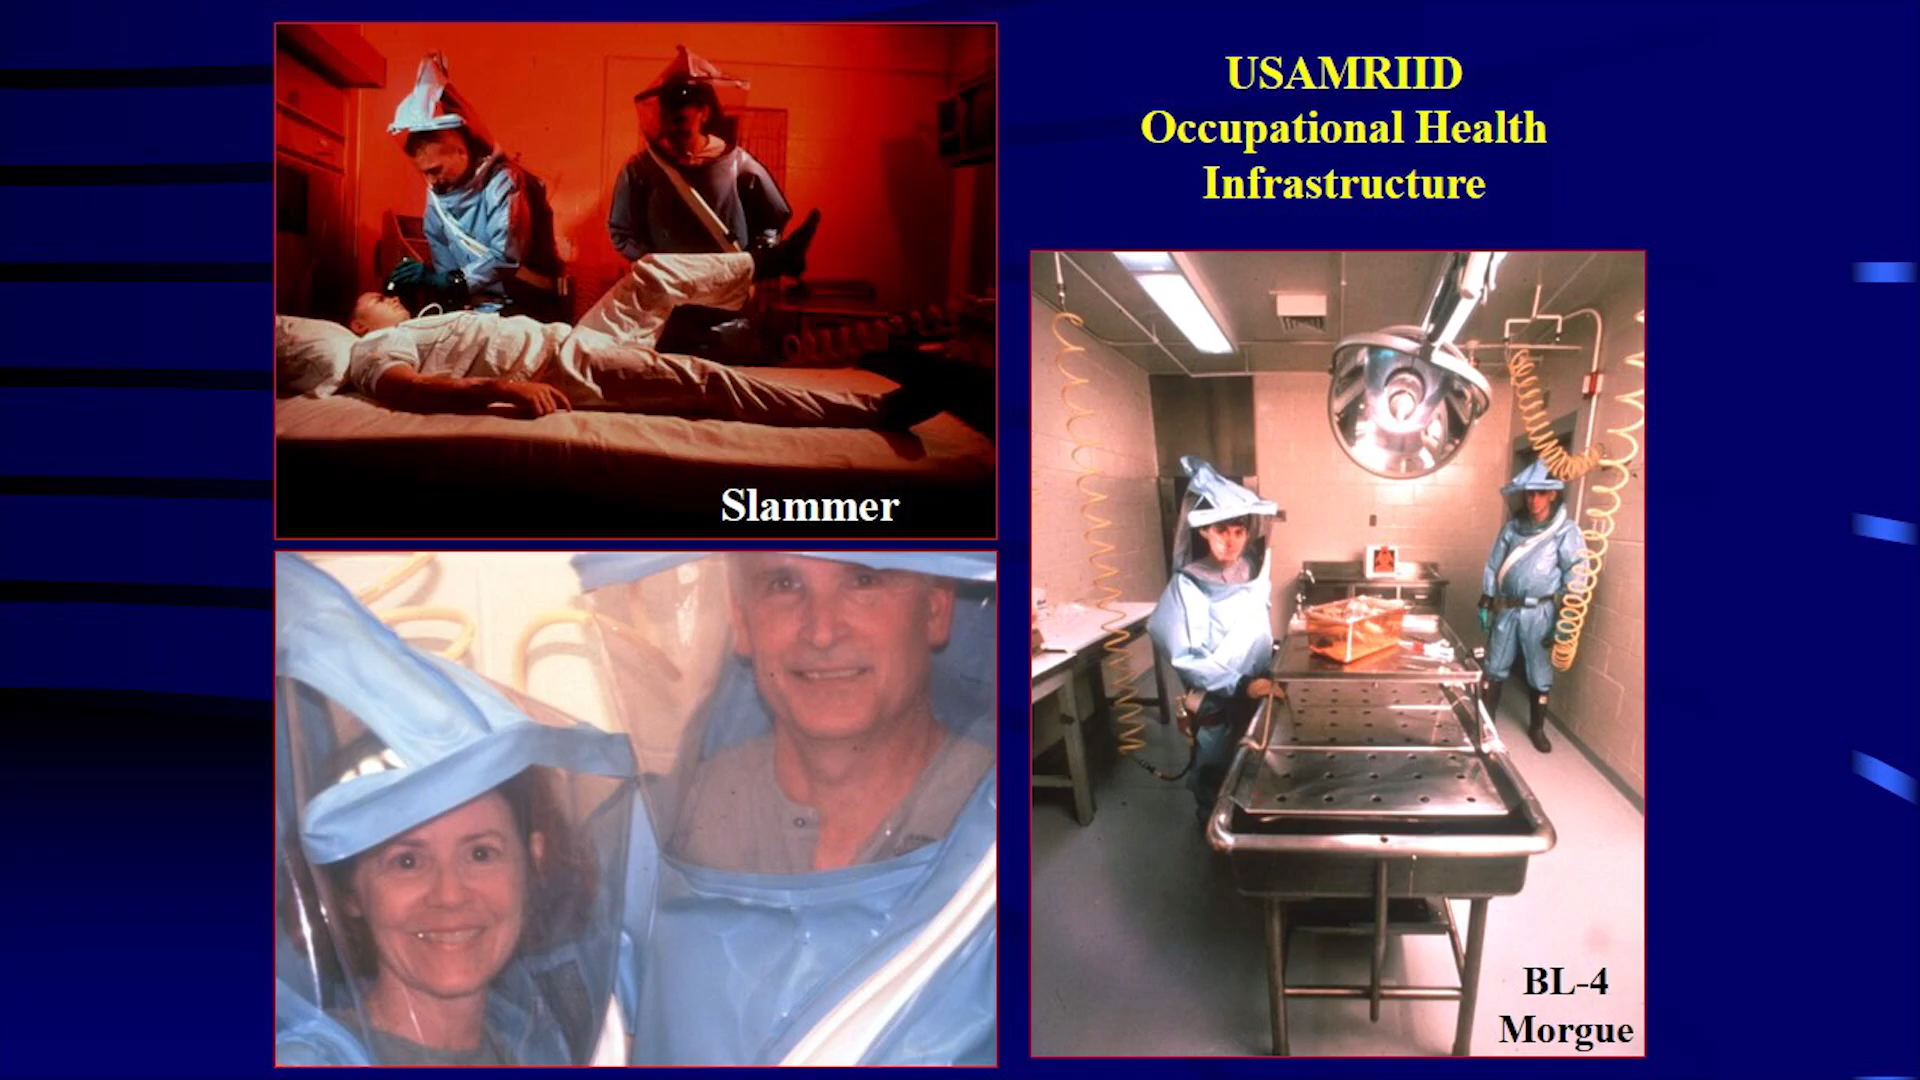 USAMRIID
Occupational Health
Infrastructure
Slammer
BL-4
Morgue